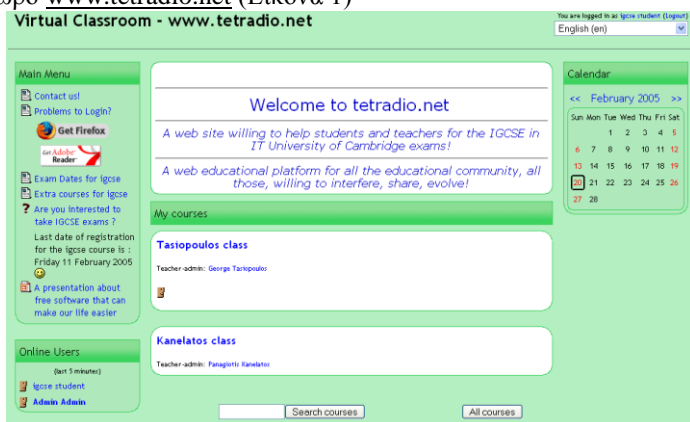 ωρο www.tetradio.net (Εικόνα 1)
Virtual Classroom - www.tetradio.net
You are logged in as igcse student (Logout)
English (en)
Main Menu
Contact us!
Problems to Login?
Get Firefox
Get Adobe
Reader
Exam Dates for igcse
Extra courses for igcse
? Are you interested to
take IGCSE exams ?
Last date of registration
for the igcse course is :
Friday 11 February 2005
A presentation about
free software that can
make our life easier
Online Users
(last 5 minutes)
igcse student
Admin Admin
Welcome to tetradio.net
A web site willing to help students and teachers for the IGCSE in
IT University of Cambridge exams!
A web educational platform for all the educational community, all
those, willing to interfere, share, evolve!
My courses
Tasiopoulos class
Teacher-admin: George Tasiopoulos
Kanelatos class
Teacher-admin: Panagiotis Kanelatos
Search courses
All courses
Calendar
<< February 2005 >>
Sun Mon Tue Wed Thu Fri Sat
1 2 3 4 5
6 7 8 9 10 11 12
13 14 15 16 17 18 19
20 21 22 23 24 25 26
27 28